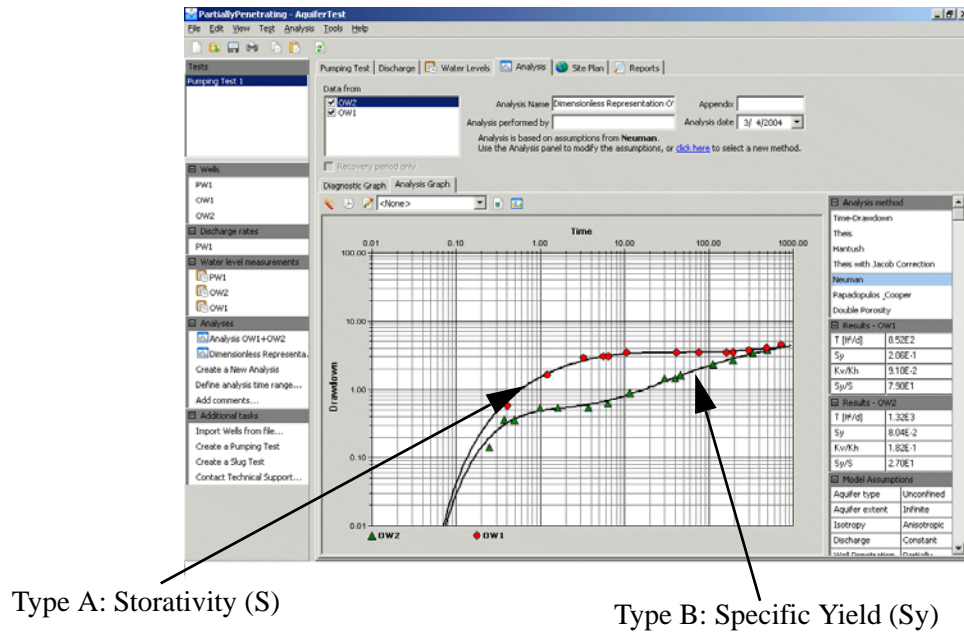 PartiallyPenetrating - AquiferTest
File Edit View Test Analysis Tools Help
Tests
Pumping Test 1
Wells
PW1
OW1
OW2
Discharge rates
PW1
Water level measurements
PW1
OW2
OW1
Analyses
Analysis OW1+OW2
Dimensionless Representa...
Create a New Analysis
Define analysis time range...
Add comments...
Additional tasks
Import Wells from file...
Create a Pumping Test
Create a Slug Test
Contact Technical Support...
Pumping Test Discharge Water Levels Analysis Site Plan Reports
Data from
OW2
OW1
Analysis Name Dimensionless Representation O Appendix
Analysis performed by Analysis date 3/ 4/2004
Analysis is based on assumptions from Neuman.
Use the Analysis panel to modify the assumptions, or click here to select a new method.
Recovery period only
Diagnostic Graph Analysis Graph
<None>
Time
0.01 0.10 1.00 10.00 100.00 1000.00
100.00
10.00
1.00
0.10
0.01
Drawdown
OW2 OW1
Analysis method
Time-Drawdown
Theis
Hantush
Theis with Jacob Correction
Neuman
Papadopulos _Cooper
Double Porosity
Results - OW1
T [ft²/d] 8.52E2
Sy 2.06E-1
Kv/Kh 9.10E-2
Sy/S 7.90E1
Results - OW2
T [ft²/d] 1.32E3
Sy 8.04E-2
Kv/Kh 1.82E-1
Sy/S 2.70E1
Model Assumptions
Aquifer type Unconfined
Aquifer extent Infinite
Isotropy Anisotropic
Discharge Constant
Well Penetration Partially
Type A: Storativity (S)
Type B: Specific Yield (Sy)